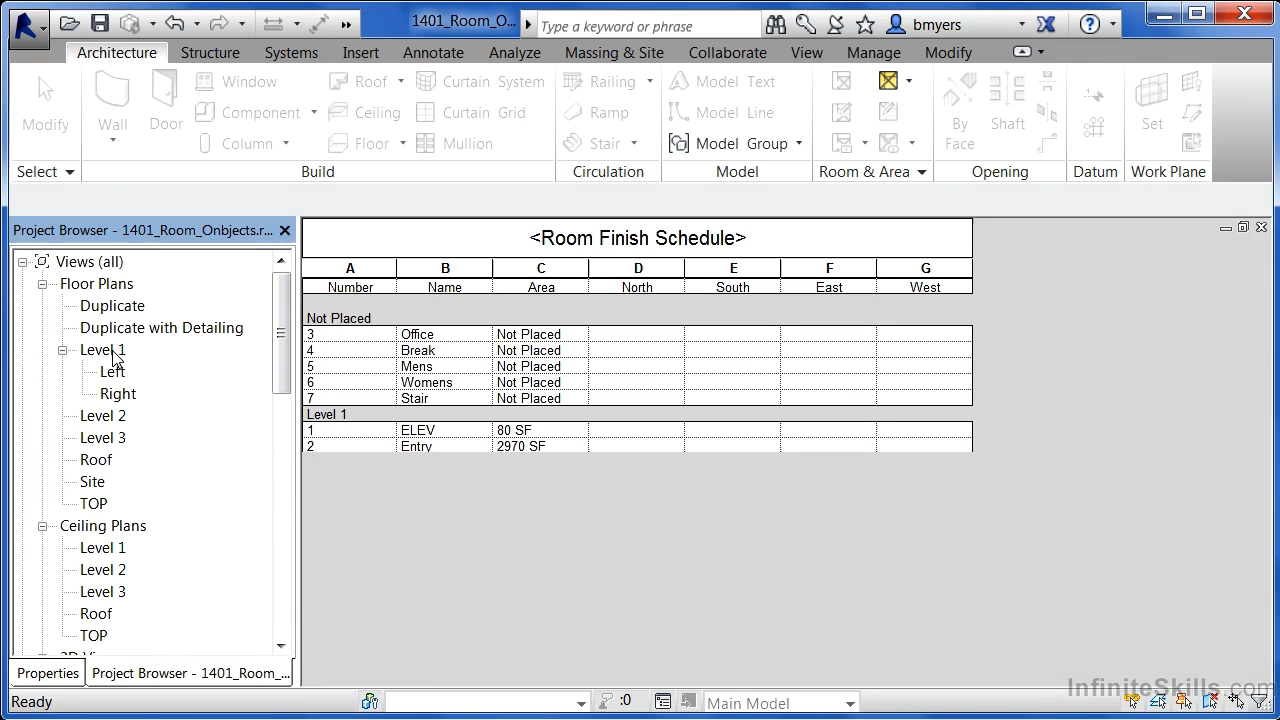 1401_Room_O...
Type a keyword or phrase
bmyers
Architecture Structure Systems Insert Annotate Analyze Massing & Site Collaborate View Manage Modify
Modify
Wall
Door
Window
Component
Column
Roof
Ceiling
Floor
Curtain System
Curtain Grid
Mullion
Railing
Ramp
Stair
Model Text
Model Line
Model Group
By Face
Shaft
Set
Select Build Circulation Model Room & Area Opening Datum Work Plane
Project Browser - 1401_Room_Onbjects.r...
Views (all)
Floor Plans
Duplicate
Duplicate with Detailing
Level 1
Left
Right
Level 2
Level 3
Roof
Site
TOP
Ceiling Plans
Level 1
Level 2
Level 3
Roof
TOP
Properties Project Browser - 1401_Room_...
<Room Finish Schedule>
A B C D E F G
Number Name Area North South East West
Not Placed
3 Office Not Placed
4 Break Not Placed
5 Mens Not Placed
6 Womens Not Placed
7 Stair Not Placed
Level 1
1 ELEV 80 SF
2 Entry 2970 SF
Ready
:0
Main Model
InfiniteSkills.com